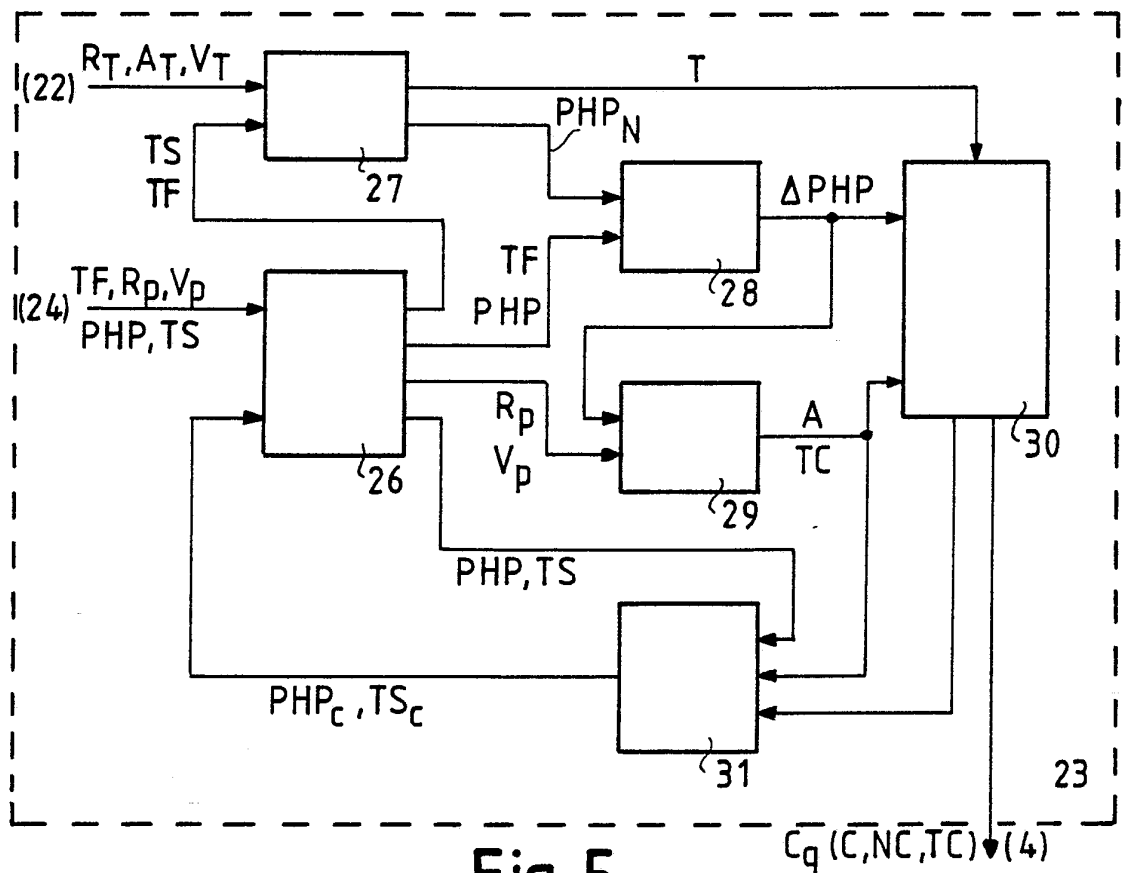 (22) R_T, A_T, V_T
T
PHP_N
TS
TF
27
ΔPHP
TF
PHP
28
(24) TF, R_p, V_p
PHP, TS
R_p
V_p
A
TC
30
26
29
PHP, TS
PHP_C, TS_C
31
23
C_q (C, NC, TC) (4)
Fig. 5